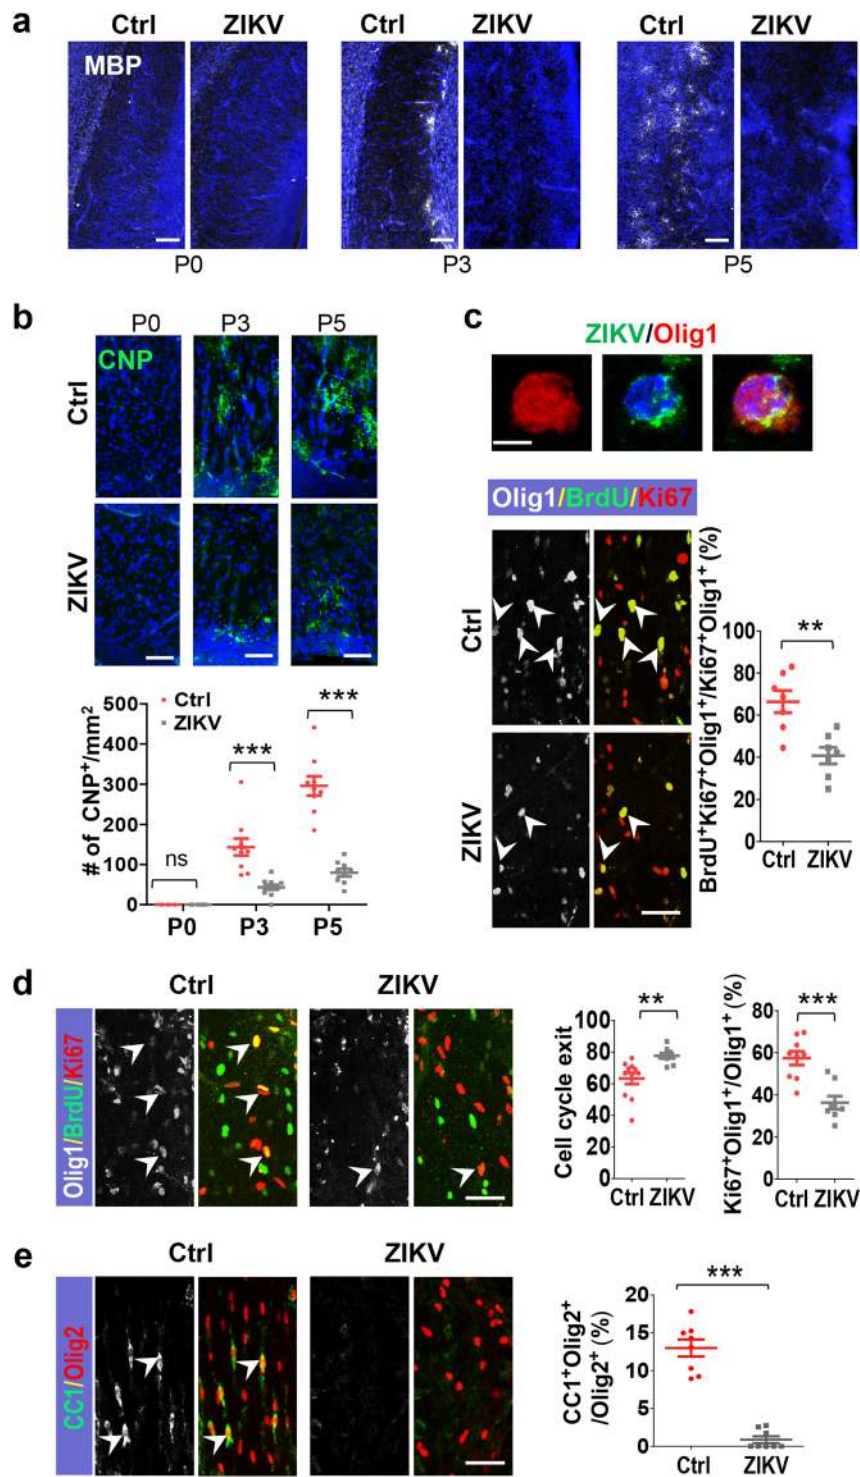 a
Ctrl ZIKV Ctrl ZIKV Ctrl ZIKV
MBP
P0 P3 P5
b
P0 P3 P5
CNP
Ctrl
ZIKV
# of CNP⁺/mm²
500
400
300
200
100
0
Ctrl
ZIKV
ns
***
***
P0 P3 P5
c
ZIKV/Olig1
Olig1/BrdU/Ki67
Ctrl
ZIKV
BrdU⁺Ki67⁺Olig1⁺/Ki67⁺Olig1⁺ (%)
100
80
60
40
20
0
**
Ctrl ZIKV
d
Ctrl ZIKV
Olig1/BrdU/Ki67
Cell cycle exit
100
80
60
40
20
0
**
Ctrl ZIKV
Ki67⁺Olig1⁺/Olig1⁺ (%)
80
60
40
20
0
***
Ctrl ZIKV
e
Ctrl ZIKV
CC1/Olig2
CC1⁺Olig2⁺
/Olig2⁺ (%)
20
15
10
5
0
***
Ctrl ZIKV